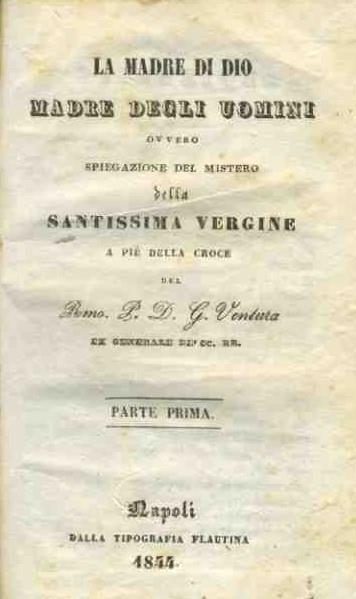 LA MADRE DI DIO
MADRE DEGLI UOMINI
OVVERO
SPIEGAZIONE DEL MISTERO
della
SANTISSIMA VERGINE
A PIÈ DELLA CROCE
DEL
Rmo. P. D. G. Ventura
EX GENERALE DE' CC. RR.
PARTE PRIMA.
Napoli
DALLA TIPOGRAFIA FLAUTINA
1844